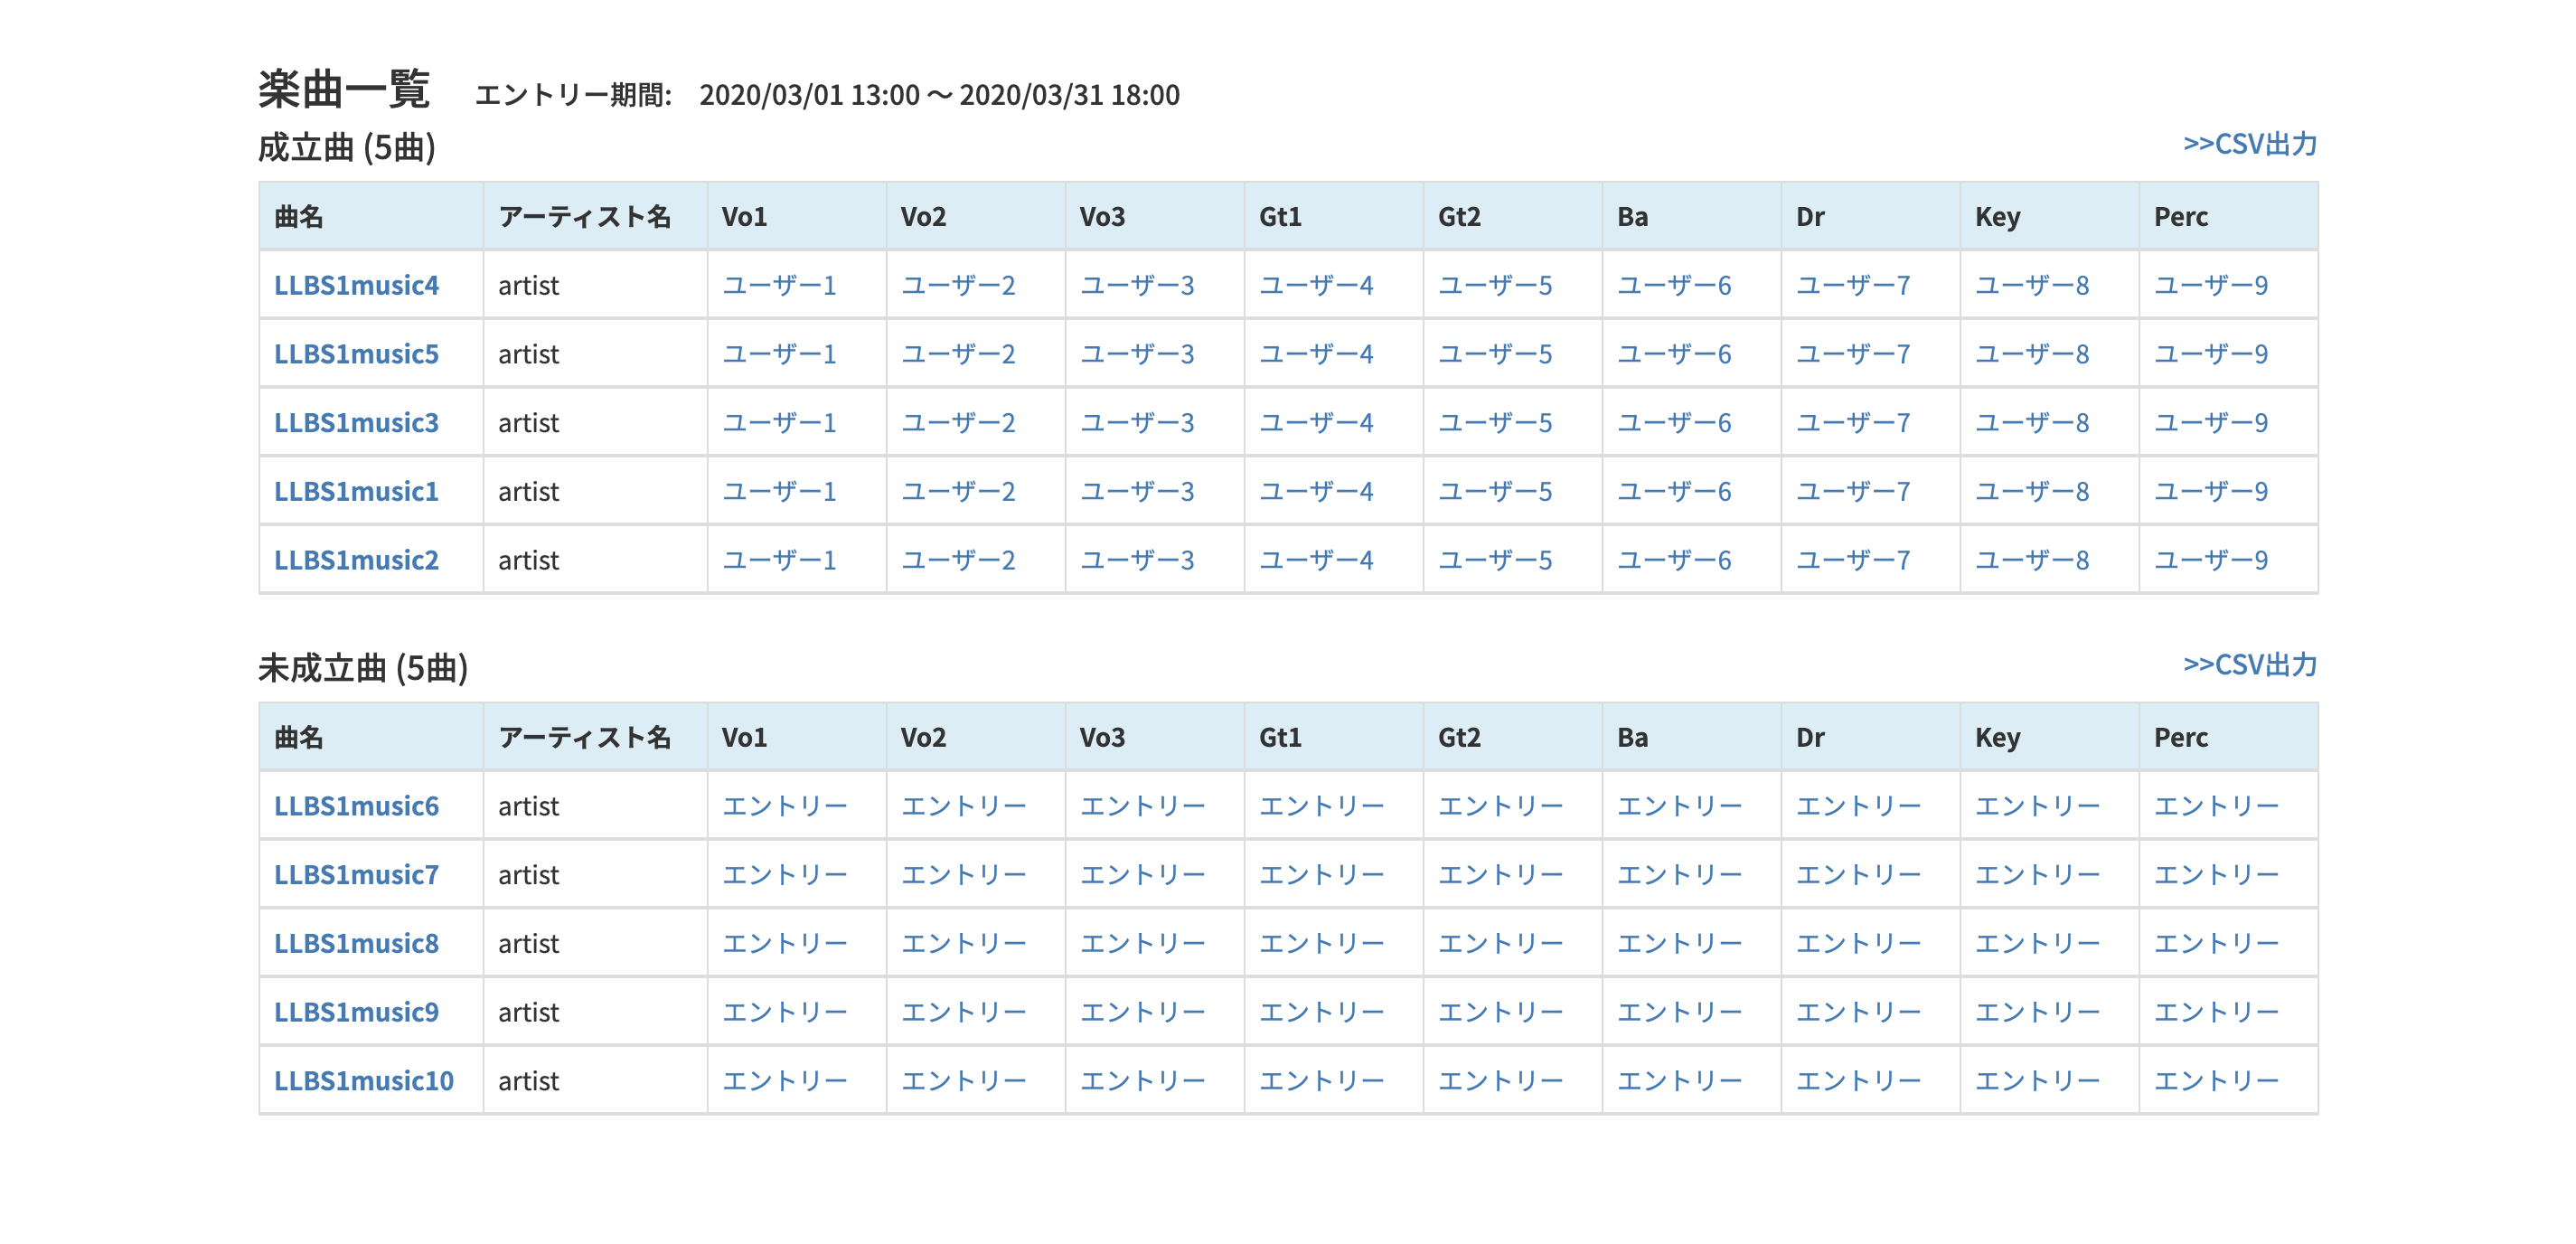 楽曲一覧 エントリー期間: 2020/03/01 13:00 〜 2020/03/31 18:00
成立曲 (5曲) >>CSV出力
曲名 アーティスト名 Vo1 Vo2 Vo3 Gt1 Gt2 Ba Dr Key Perc
LLBS1music4 artist ユーザー1 ユーザー2 ユーザー3 ユーザー4 ユーザー5 ユーザー6 ユーザー7 ユーザー8 ユーザー9
LLBS1music5 artist ユーザー1 ユーザー2 ユーザー3 ユーザー4 ユーザー5 ユーザー6 ユーザー7 ユーザー8 ユーザー9
LLBS1music3 artist ユーザー1 ユーザー2 ユーザー3 ユーザー4 ユーザー5 ユーザー6 ユーザー7 ユーザー8 ユーザー9
LLBS1music1 artist ユーザー1 ユーザー2 ユーザー3 ユーザー4 ユーザー5 ユーザー6 ユーザー7 ユーザー8 ユーザー9
LLBS1music2 artist ユーザー1 ユーザー2 ユーザー3 ユーザー4 ユーザー5 ユーザー6 ユーザー7 ユーザー8 ユーザー9
未成立曲 (5曲) >>CSV出力
曲名 アーティスト名 Vo1 Vo2 Vo3 Gt1 Gt2 Ba Dr Key Perc
LLBS1music6 artist エントリー エントリー エントリー エントリー エントリー エントリー エントリー エントリー エントリー
LLBS1music7 artist エントリー エントリー エントリー エントリー エントリー エントリー エントリー エントリー エントリー
LLBS1music8 artist エントリー エントリー エントリー エントリー エントリー エントリー エントリー エントリー エントリー
LLBS1music9 artist エントリー エントリー エントリー エントリー エントリー エントリー エントリー エントリー エントリー
LLBS1music10 artist エントリー エントリー エントリー エントリー エントリー エントリー エントリー エントリー エントリー